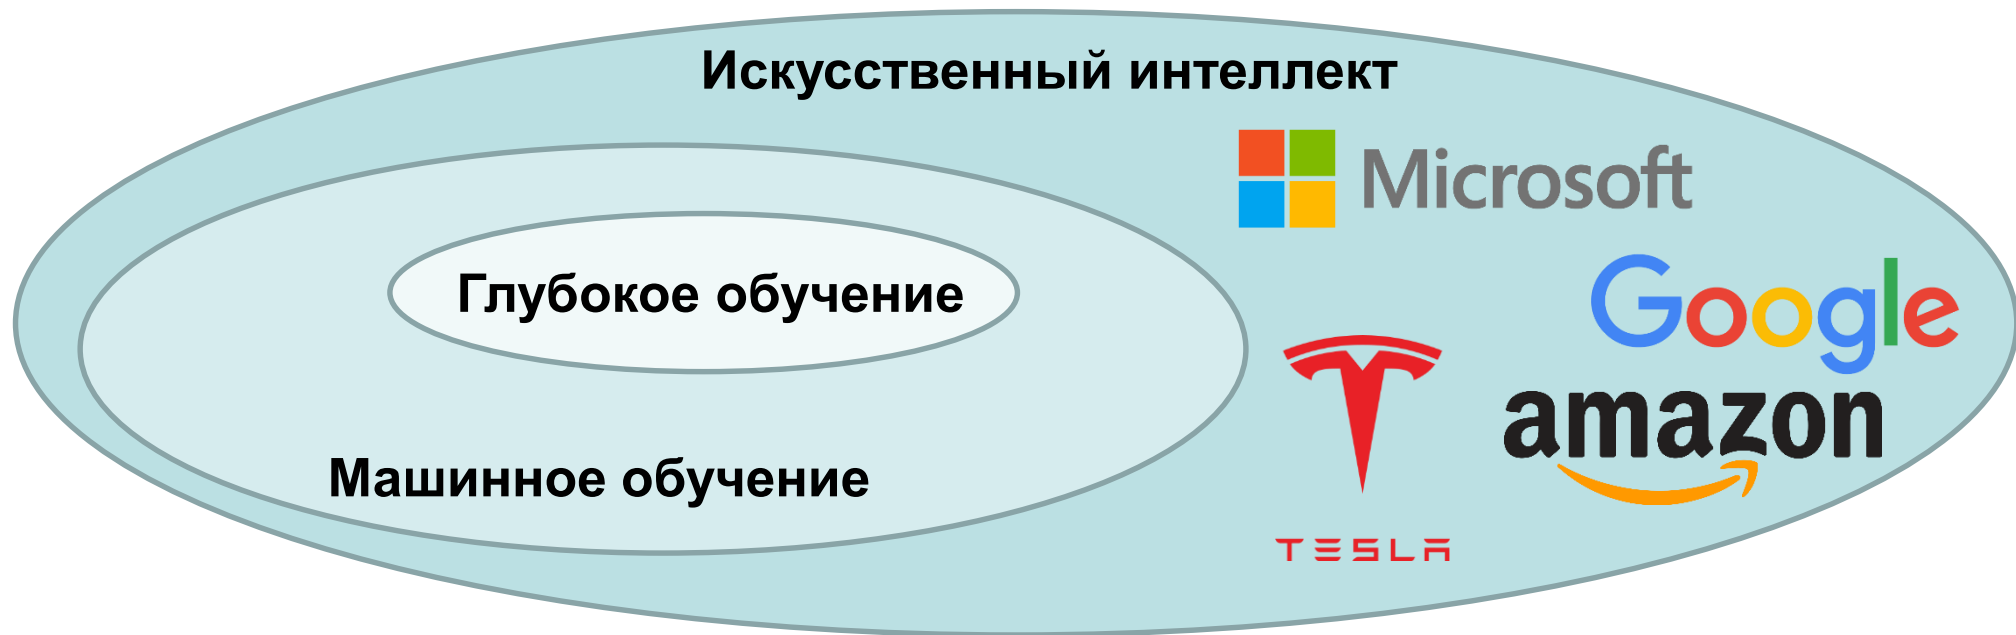 Искусственный интеллект
Microsoft
Google
Глубокое обучение
amazon
Машинное обучение
TESLA